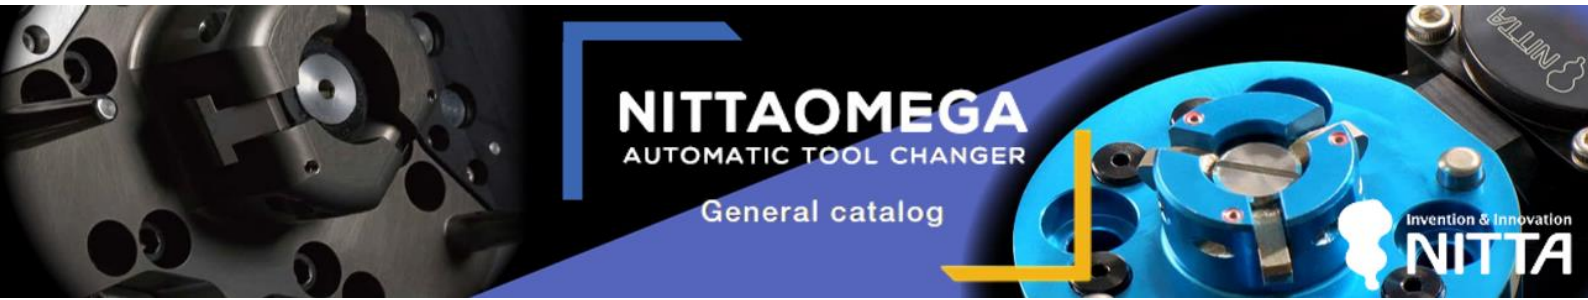 NITTAOMEGA
AUTOMATIC TOOL CHANGER
General catalog
NITTA
Invention & Innovation
NITTA